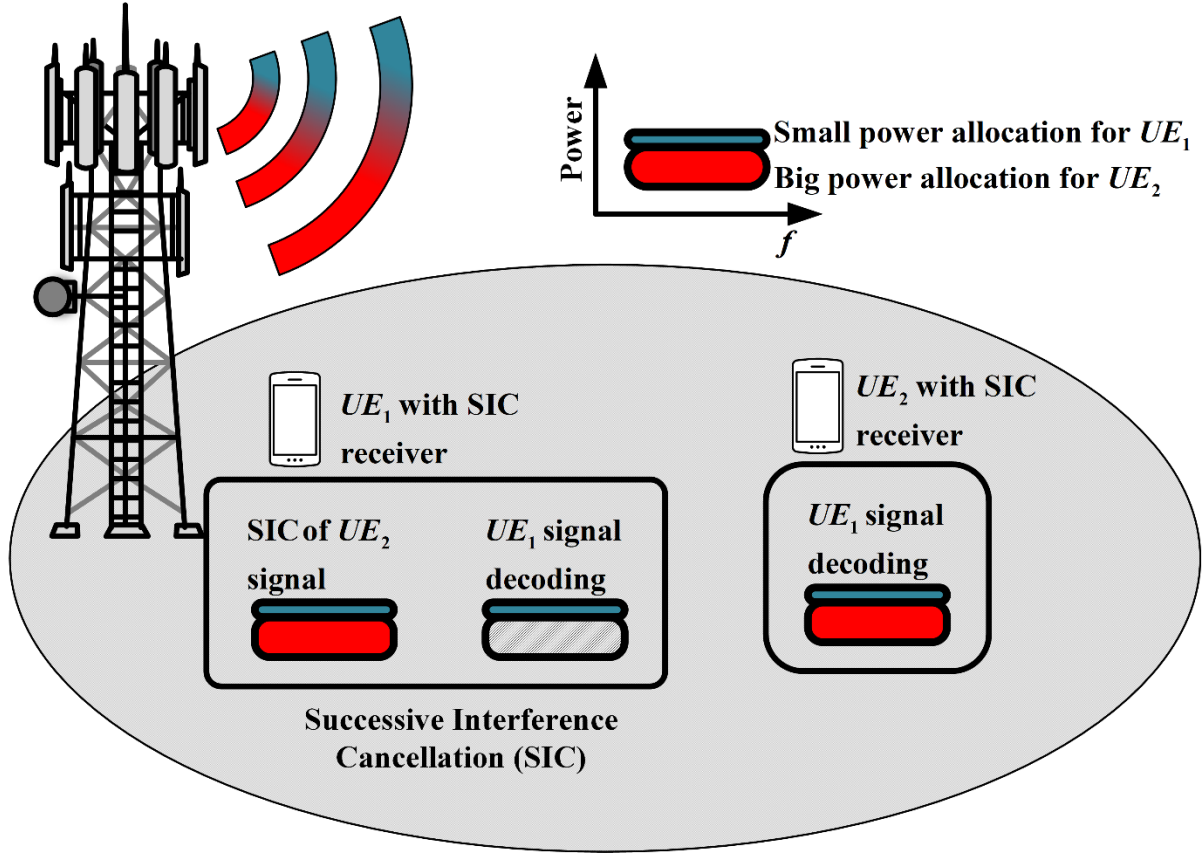 Power
Small power allocation for UE₁
Big power allocation for UE₂
f
UE₁ with SIC
receiver
UE₂ with SIC
receiver
SIC of UE₂
signal
UE₁ signal
decoding
UE₁ signal
decoding
Successive Interference
Cancellation (SIC)